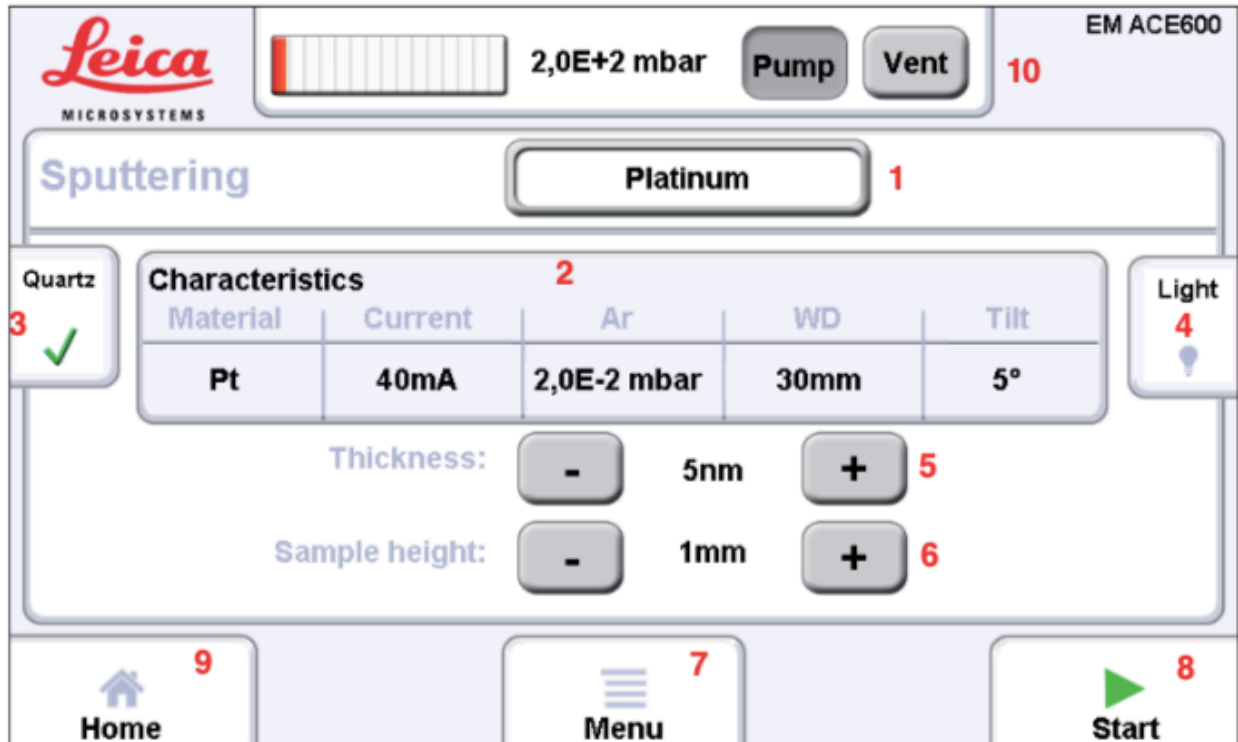 Leica
MICROSYSTEMS
2,0E+2 mbar Pump Vent 10
EM ACE600
Sputtering Platinum 1
Quartz
3
Characteristics 2
Material Current Ar WD Tilt
Pt 40mA 2,0E-2 mbar 30mm 5°
Light
4
Thickness: - 5nm + 5
Sample height: - 1mm + 6
9
Home
7
Menu
8
Start